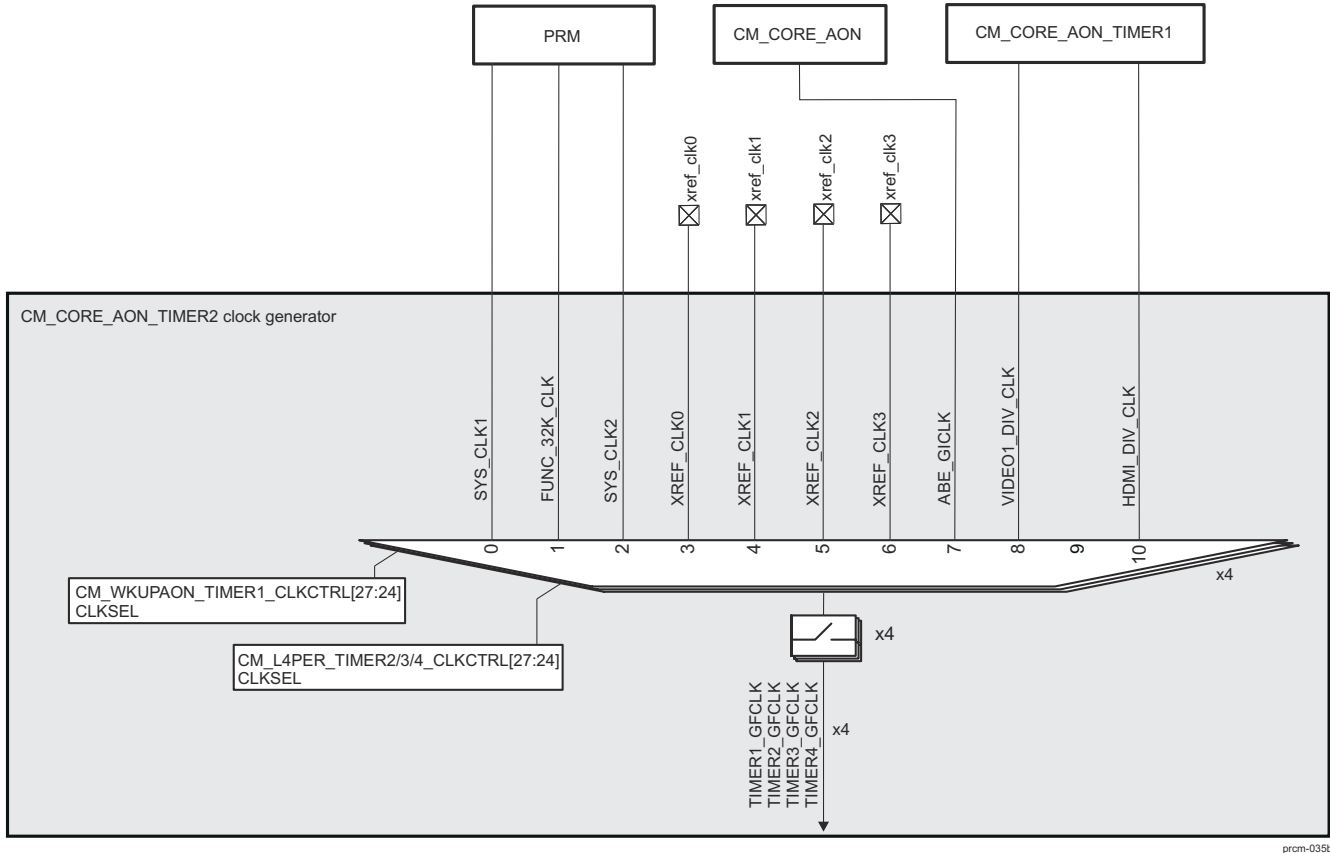 PRM
CM_CORE_AON
CM_CORE_AON_TIMER1
xref_clk0
xref_clk1
xref_clk2
xref_clk3
CM_CORE_AON_TIMER2 clock generator
SYS_CLK1
FUNC_32K_CLK
SYS_CLK2
XREF_CLK0
XREF_CLK1
XREF_CLK2
XREF_CLK3
ABE_GICLK
VIDEO1_DIV_CLK
HDMI_DIV_CLK
0
1
2
3
4
5
6
7
8
9
10
x4
CM_WKUPAON_TIMER1_CLKCTRL[27:24]
CLKSEL
CM_L4PER_TIMER2/3/4_CLKCTRL[27:24]
CLKSEL
x4
TIMER1_GFCLK
TIMER2_GFCLK
TIMER3_GFCLK
TIMER4_GFCLK
x4
prcm-035b